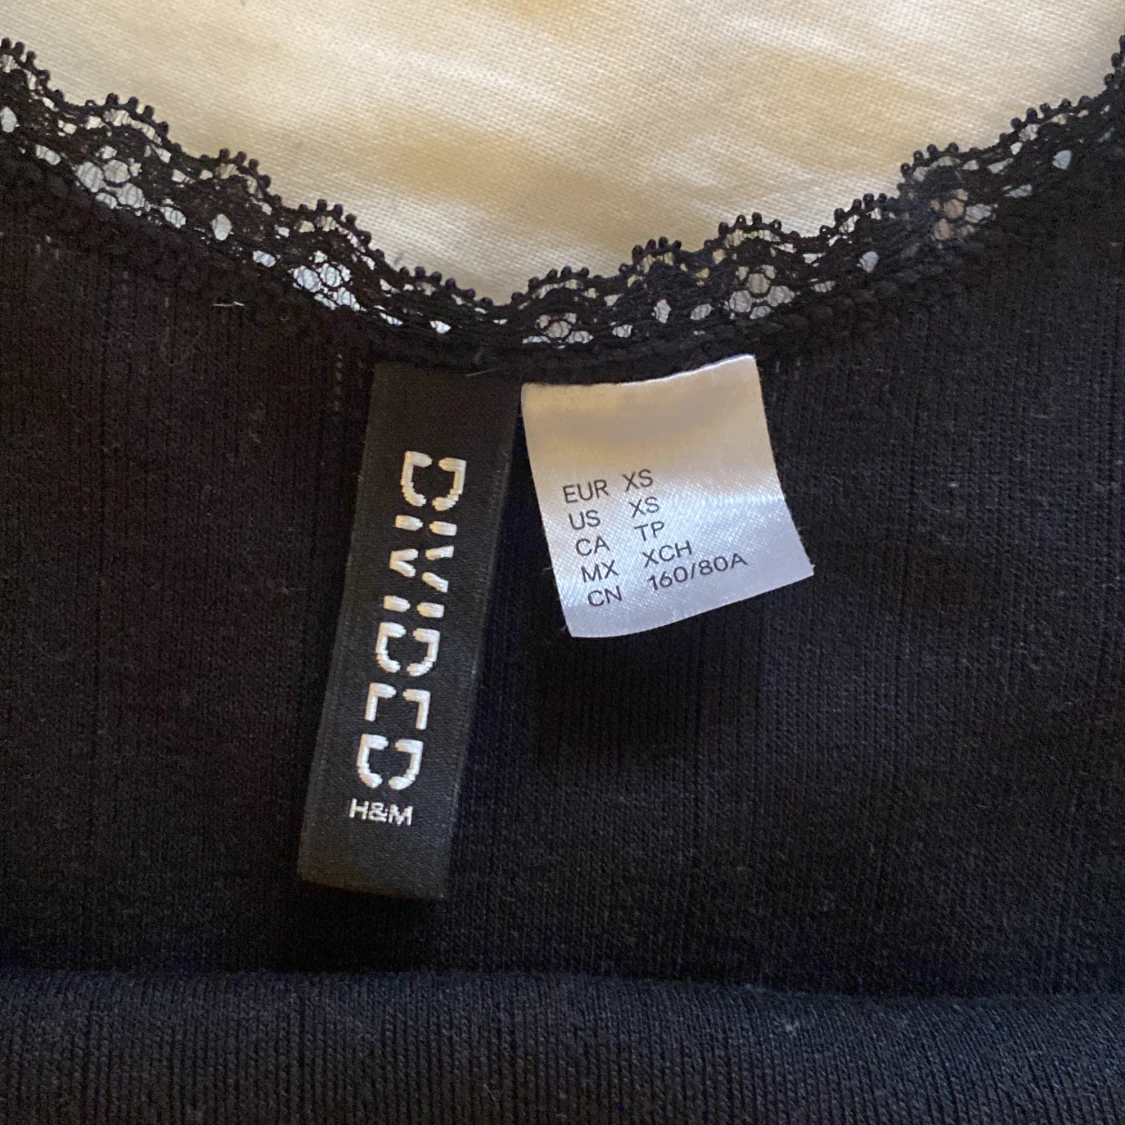 DIVIDED
H&M
EUR XS
US XS
CA TP
MX XCH
CN 160/80A